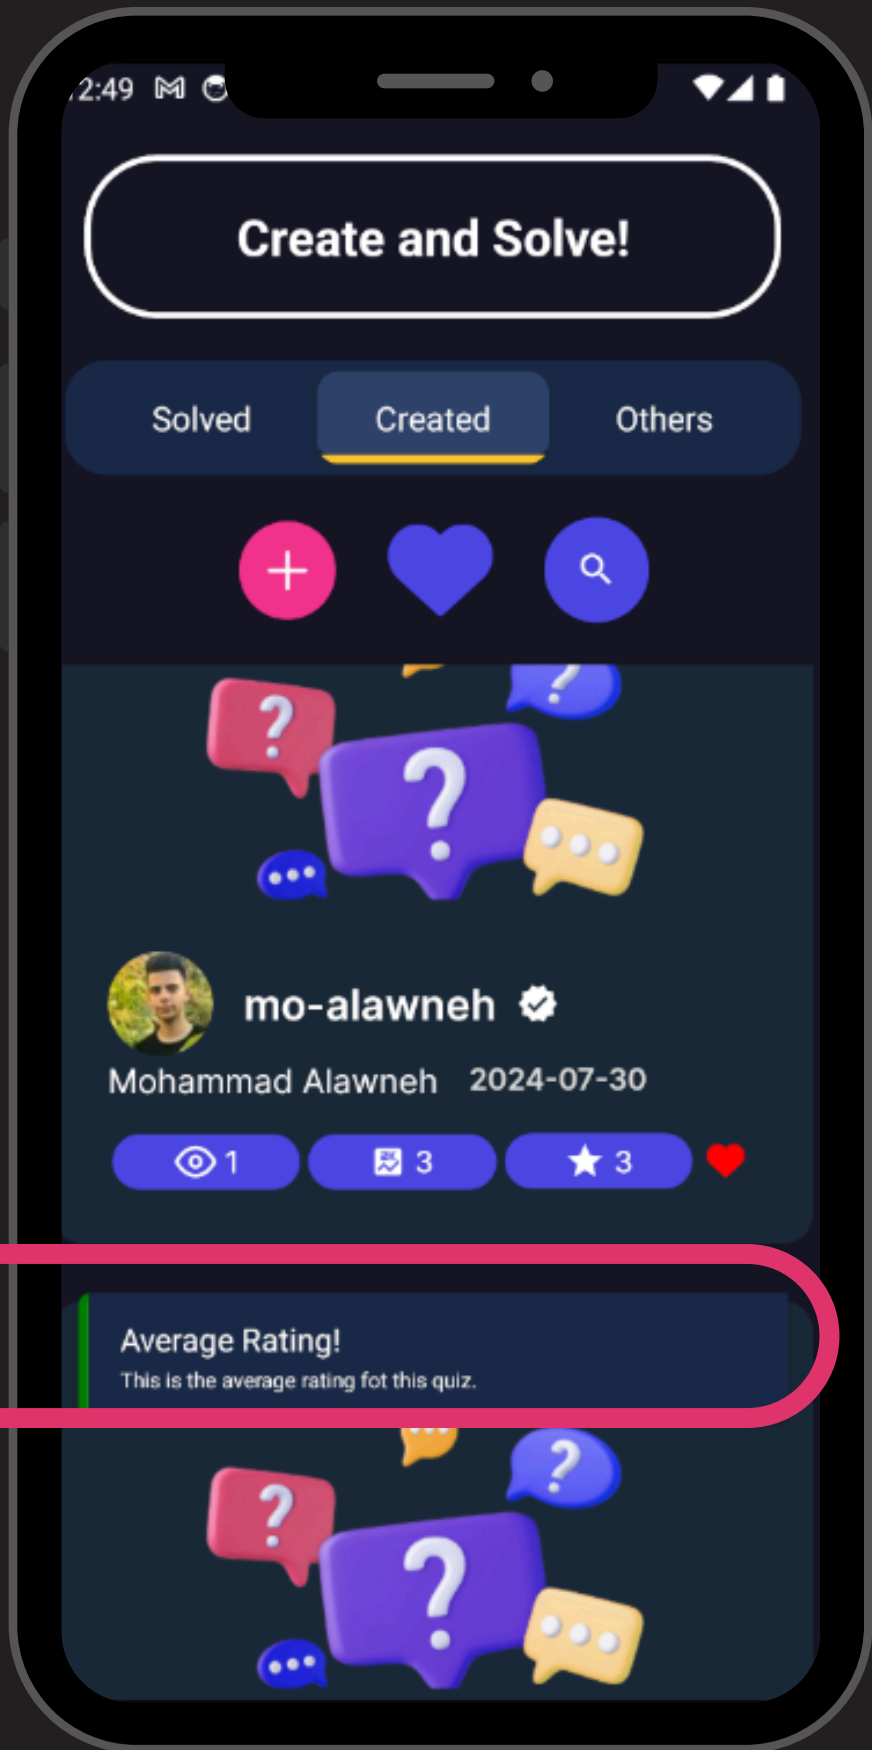 2:49
Create and Solve!
Solved Created Others
? ?
?
mo-alawneh
Mohammad Alawneh 2024-07-30
1 3 3
Average Rating!
This is the average rating fot this quiz.
? ?
?